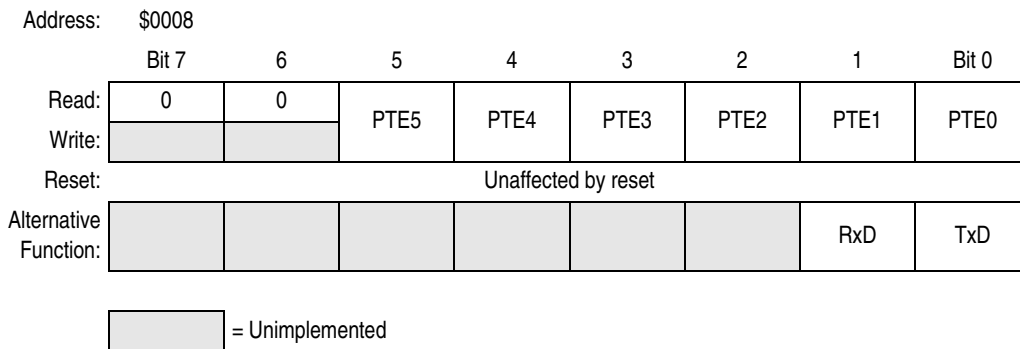 Address: $0008
Bit 7 6 5 4 3 2 1 Bit 0
Read: 0 0 PTE5 PTE4 PTE3 PTE2 PTE1 PTE0
Write:
Reset: Unaffected by reset
Alternative
Function: RxD TxD
= Unimplemented